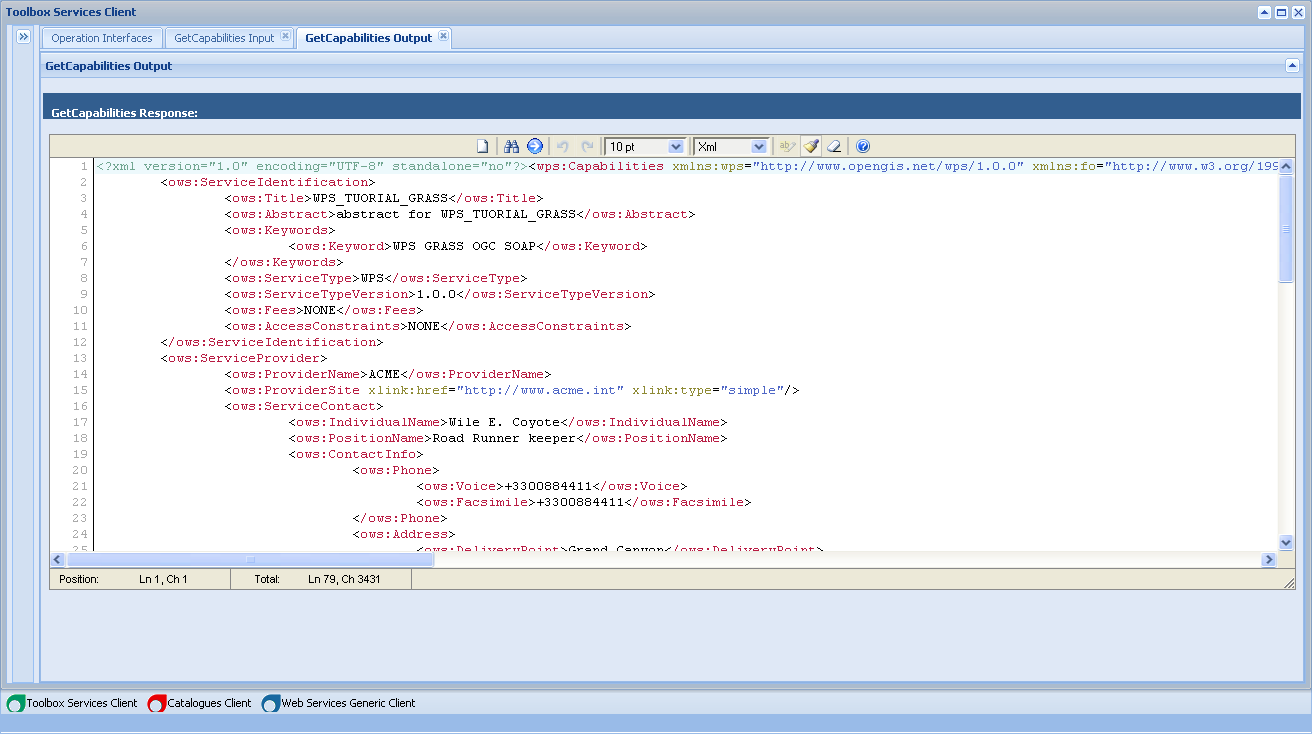 Toolbox Services Client
Operation Interfaces GetCapabilities Input GetCapabilities Output
GetCapabilities Output
GetCapabilities Response:
10 pt Xml
1 <?xml version="1.0" encoding="UTF-8" standalone="no"?><wps:Capabilities xmlns:wps="http://www.opengis.net/wps/1.0.0" xmlns:fo="http://www.w3.org/199
2 <ows:ServiceIdentification>
3 <ows:Title>WPS_TUORIAL_GRASS</ows:Title>
4 <ows:Abstract>abstract for WPS_TUORIAL_GRASS</ows:Abstract>
5 <ows:Keywords>
6 <ows:Keyword>WPS GRASS OGC SOAP</ows:Keyword>
7 </ows:Keywords>
8 <ows:ServiceType>WPS</ows:ServiceType>
9 <ows:ServiceTypeVersion>1.0.0</ows:ServiceTypeVersion>
10 <ows:Fees>NONE</ows:Fees>
11 <ows:AccessConstraints>NONE</ows:AccessConstraints>
12 </ows:ServiceIdentification>
13 <ows:ServiceProvider>
14 <ows:ProviderName>ACME</ows:ProviderName>
15 <ows:ProviderSite xlink:href="http://www.acme.int" xlink:type="simple"/>
16 <ows:ServiceContact>
17 <ows:IndividualName>Wile E. Coyote</ows:IndividualName>
18 <ows:PositionName>Road Runner keeper</ows:PositionName>
19 <ows:ContactInfo>
20 <ows:Phone>
21 <ows:Voice>+3300884411</ows:Voice>
22 <ows:Facsimile>+3300884411</ows:Facsimile>
23 </ows:Phone>
24 <ows:Address>
25 <ows:DeliveryPoint>Grand Canyon</ows:DeliveryPoint>
Position: Ln 1, Ch 1 Total: Ln 79, Ch 3431
Toolbox Services Client Catalogues Client Web Services Generic Client